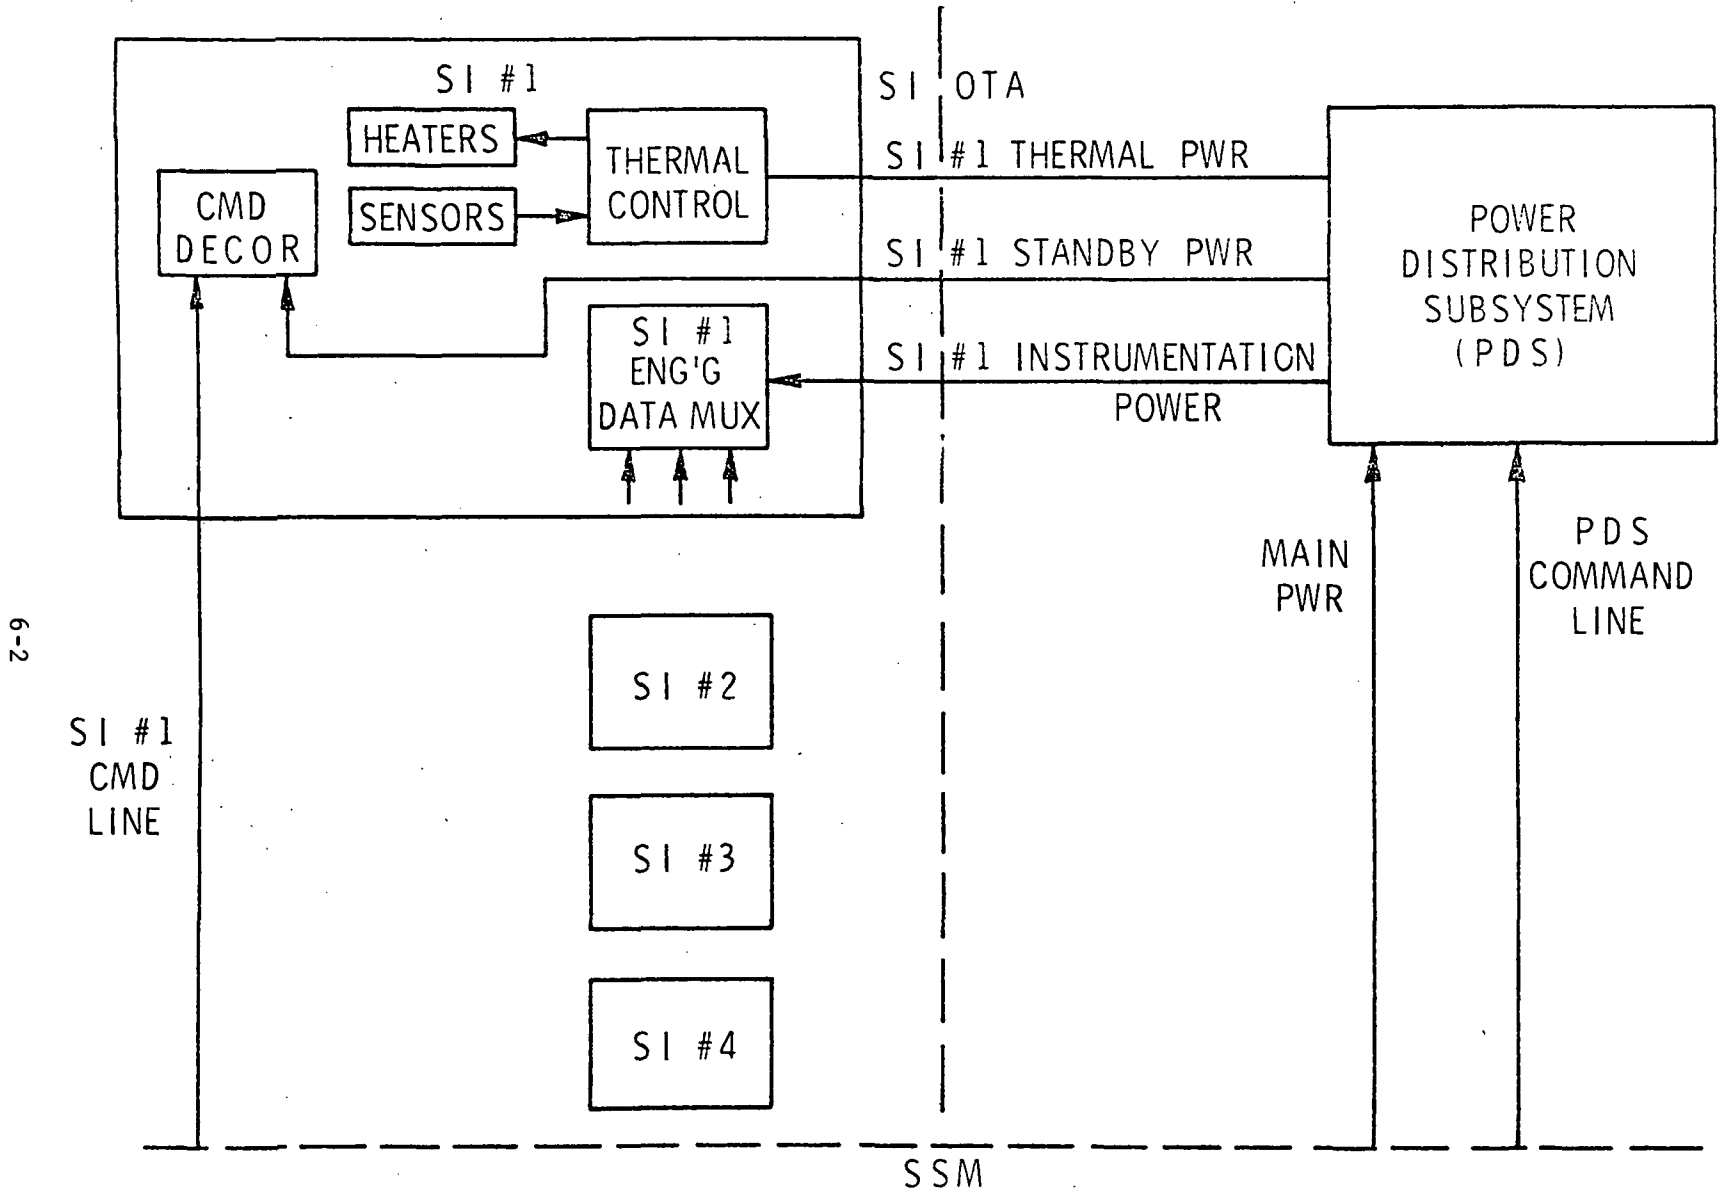 SI #1
SI OTA
HEATERS
THERMAL
CONTROL
SENSORS
CMD
DECOR
SI #1 THERMAL PWR
SI #1 STANDBY PWR
SI #1 INSTRUMENTATION
POWER
SI #1
ENG'G
DATA MUX
POWER
DISTRIBUTION
SUBSYSTEM
(PDS)
MAIN
PWR
PDS
COMMAND
LINE
SI #2
SI #1
CMD
LINE
SI #3
SI #4
SSM
6-2